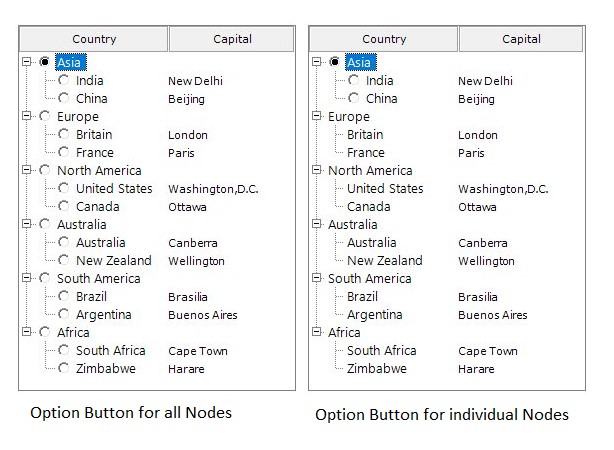 Country Capital
Asia
India New Delhi
China Beijing
Europe
Britain London
France Paris
North America
United States Washington,D.C.
Canada Ottawa
Australia
Australia Canberra
New Zealand Wellington
South America
Brazil Brasilia
Argentina Buenos Aires
Africa
South Africa Cape Town
Zimbabwe Harare
Option Button for all Nodes
Country Capital
Asia
India New Delhi
China Beijing
Europe
Britain London
France Paris
North America
United States Washington,D.C.
Canada Ottawa
Australia
Australia Canberra
New Zealand Wellington
South America
Brazil Brasilia
Argentina Buenos Aires
Africa
South Africa Cape Town
Zimbabwe Harare
Option Button for individual Nodes